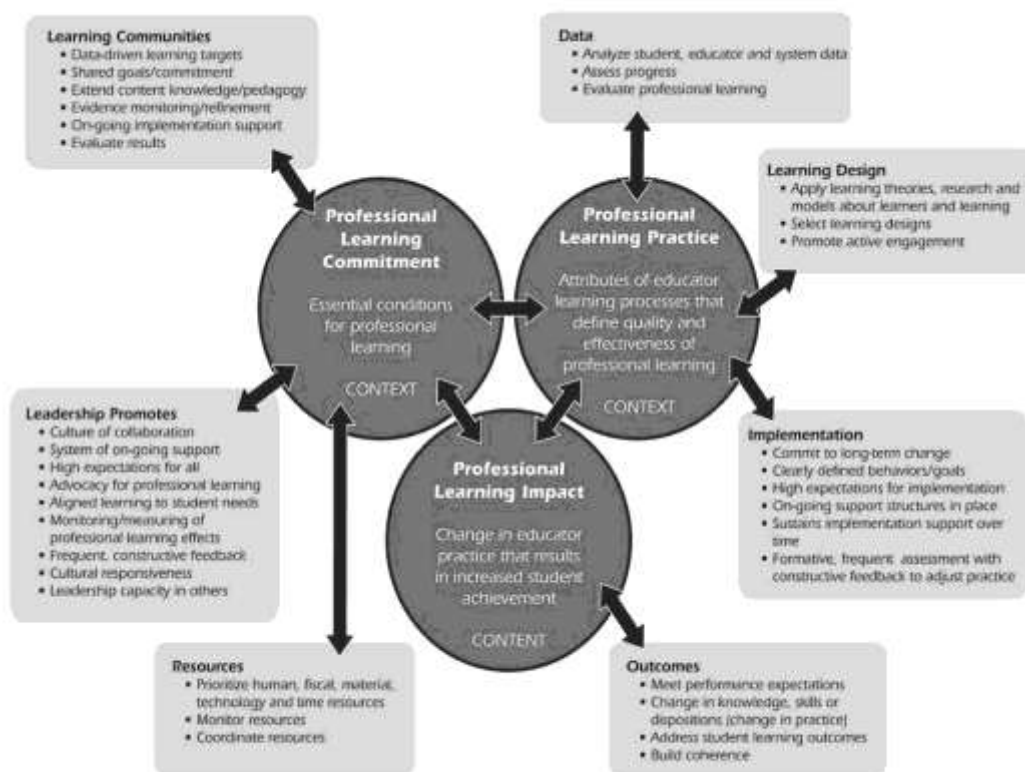 Learning Communities
• Data-driven learning targets
• Shared goals/commitment
• Extend content knowledge/pedagogy
• Evidence monitoring/refinement
• On-going implementation support
• Evaluate results
Data
• Analyze student, educator and system data
• Assess progress
• Evaluate professional learning
Learning Design
• Apply learning theories, research and
models about learners and learning
• Select learning designs
• Promote active engagement
Professional
Learning
Commitment
Essential conditions
for professional
learning
CONTEXT
Professional
Learning Practice
Attributes of educator
learning processes that
define quality and
effectiveness of
professional learning
CONTEXT
Leadership Promotes
• Culture of collaboration
• System of on-going support
• High expectations for all
• Advocacy for professional learning
• Aligned learning to student needs
• Monitoring/measuring of
professional learning effects
• Frequent, constructive feedback
• Cultural responsiveness
• Leadership capacity in others
Professional
Learning Impact
Change in educator
practice that results
in increased student
achievement
CONTENT
Implementation
• Commit to long-term change
• Clearly defined behaviors/goals
• High expectations for implementation
• On-going support structures in place
• Sustains implementation support over
time
• Formative, frequent assessment with
constructive feedback to adjust practice
Resources
• Prioritize human, fiscal, material,
technology and time resources
• Monitor resources
• Coordinate resources
Outcomes
• Meet performance expectations
• Change in knowledge, skills or
dispositions (change in practice)
• Address student learning outcomes
• Build coherence